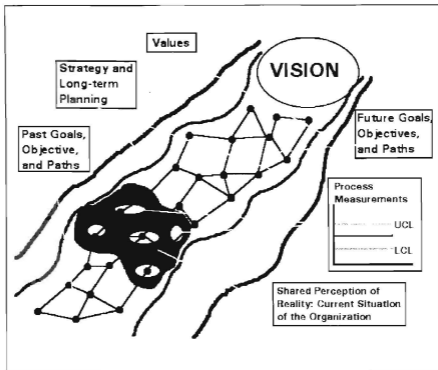 Values
VISION
Strategy and
Long-term
Planning
Past Goals,
Objective,
and Paths
Future Goals,
Objectives,
and Paths
Process
Measurements
UCL
LCL
Shared Perception of
Reality: Current Situation
of the Organization